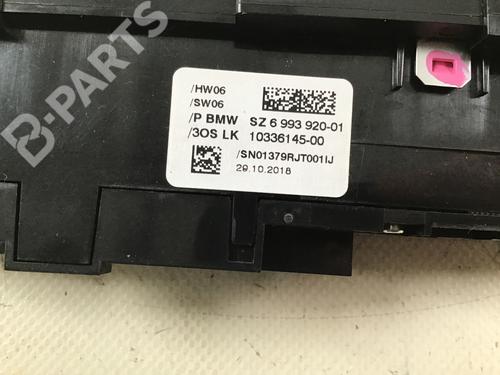 B-PARTS
/HW06
/SW06
/P BMW SZ 6 993 920-01
/3OS LK 10336145-00
/SN01379RJT001IJ
29.10.2018